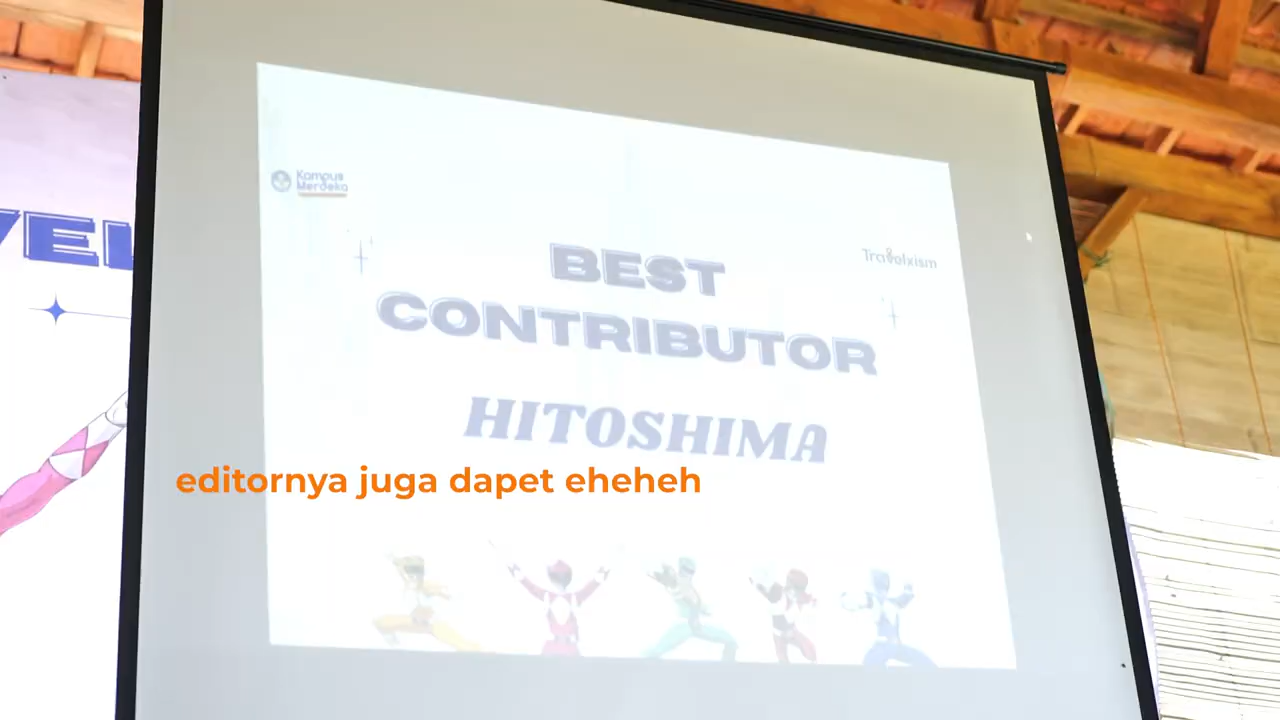 Kampus
Merdeka
Travelxism
BEST
CONTRIBUTOR
HITOSHIMA
editornya juga dapet eheheh